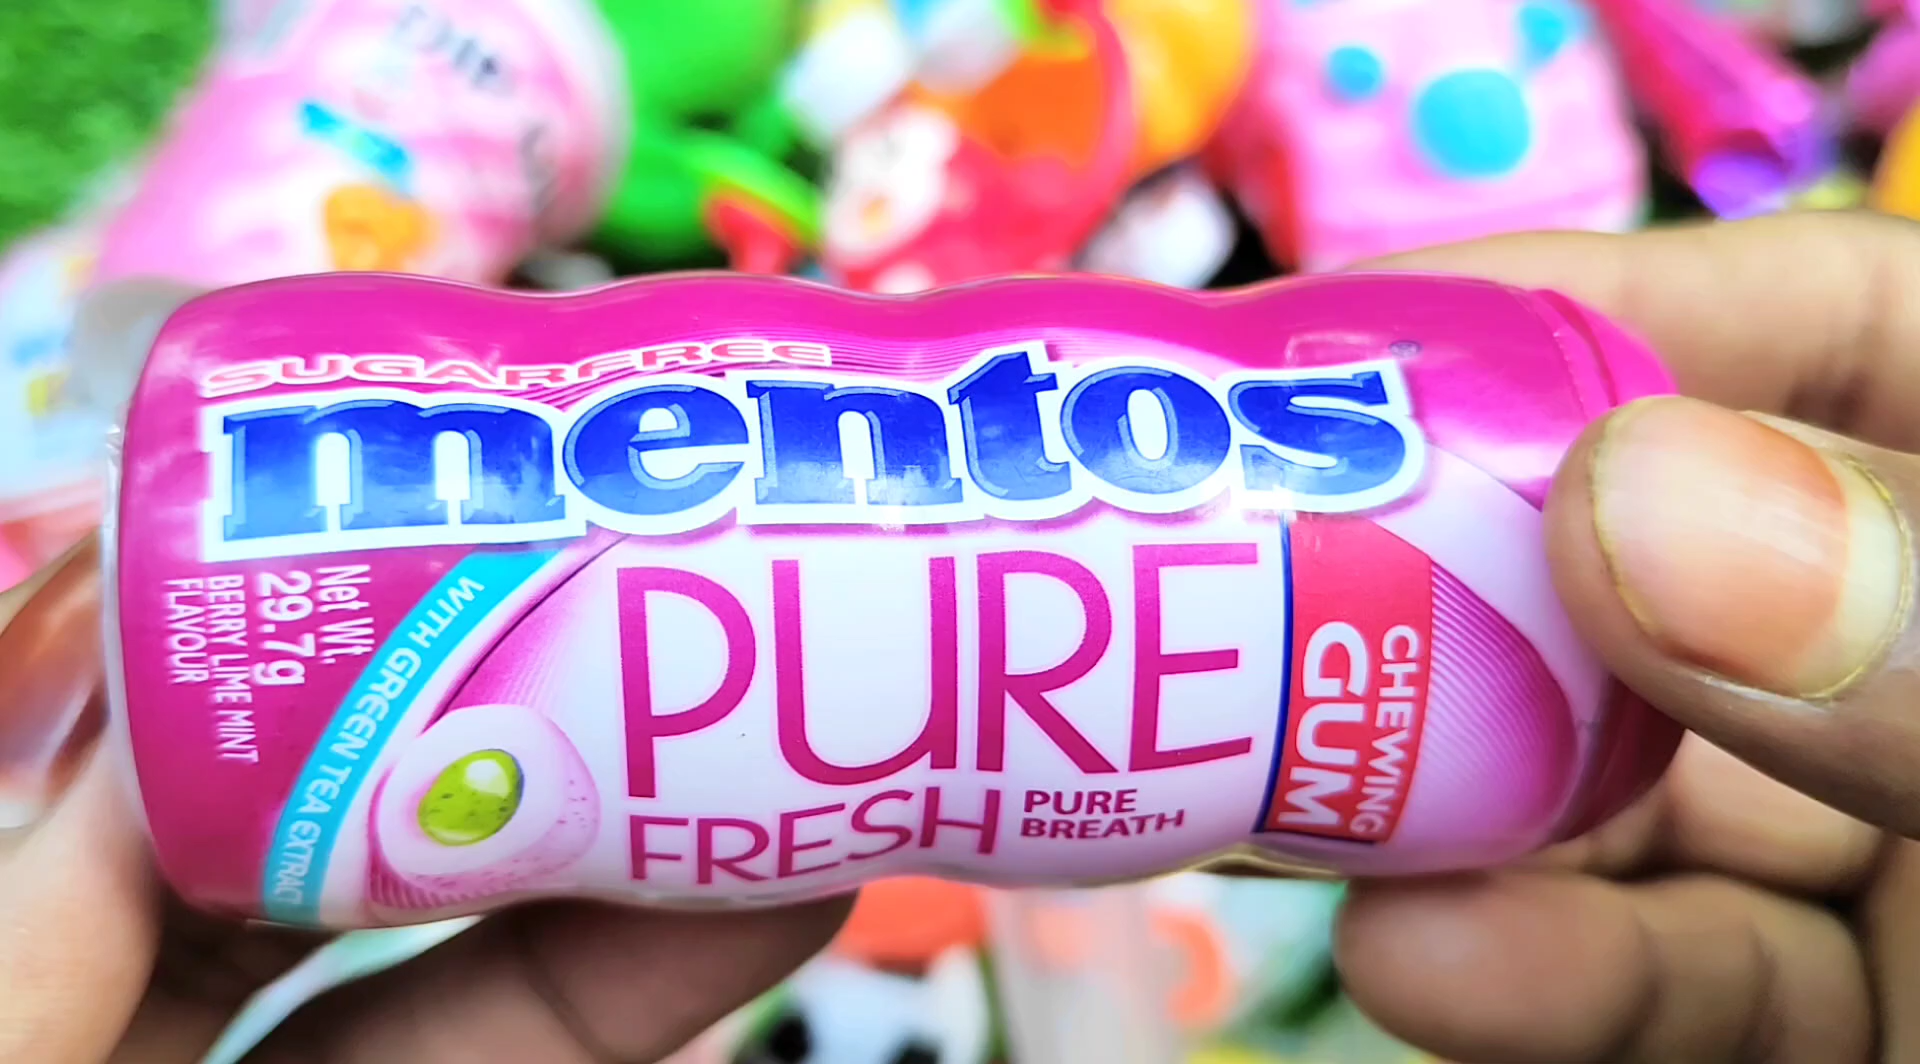 SUGARFREE
mentos®
PURE
FRESH
PURE
BREATH
CHEWING
GUM
WITH GREEN TEA EXTRAC
Net Wt.
29.7g
BERRY LIME MINT
FLAVOUR